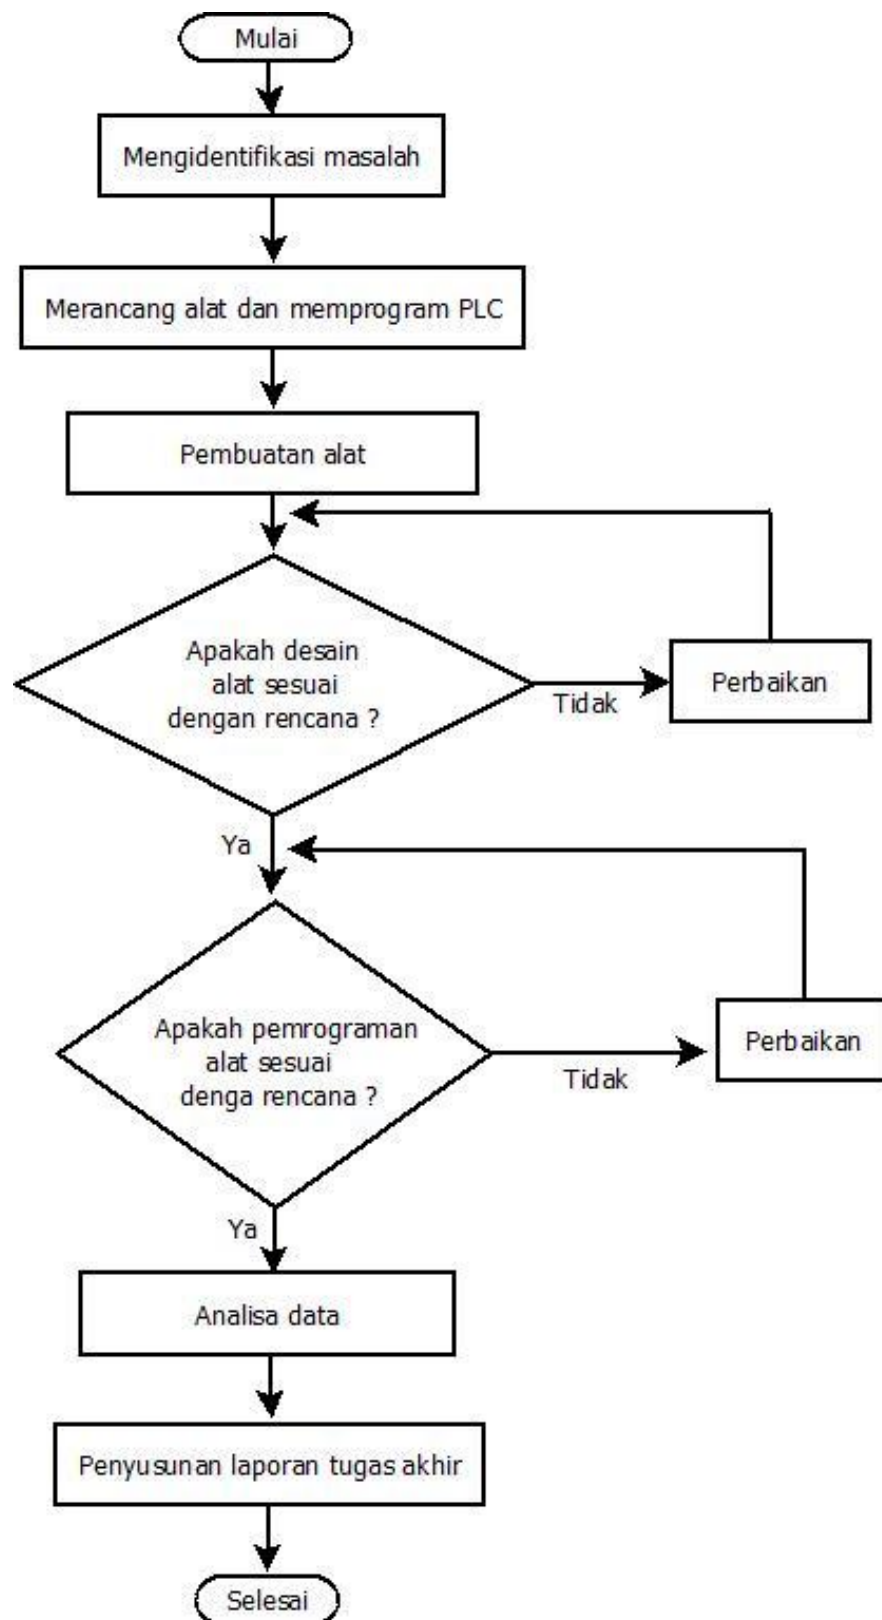 Mulai
Mengidentifikasi masalah
Merancang alat dan memprogram PLC
Pembuatan alat
Apakah desain
alat sesuai
dengan rencana ?
Tidak
Perbaikan
Ya
Apakah pemrograman
alat sesuai
denga rencana ?
Tidak
Perbaikan
Ya
Analisa data
Penyusunan laporan tugas akhir
Selesai